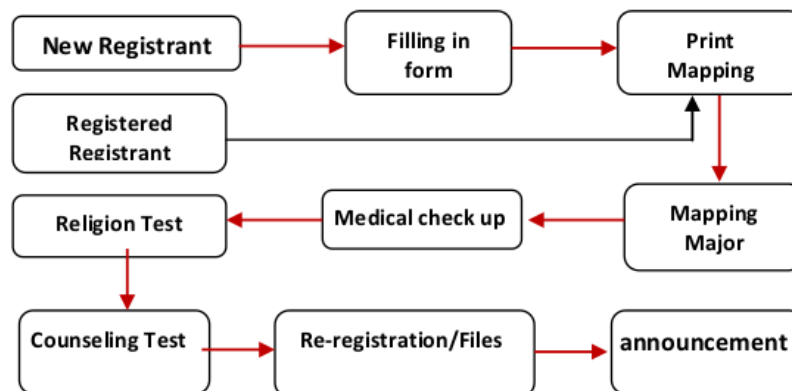 New Registrant
Filling in
form
Print
Mapping
Registered
Registrant
Mapping
Major
Medical check up
Religion Test
Counseling Test
Re-registration/Files
announcement